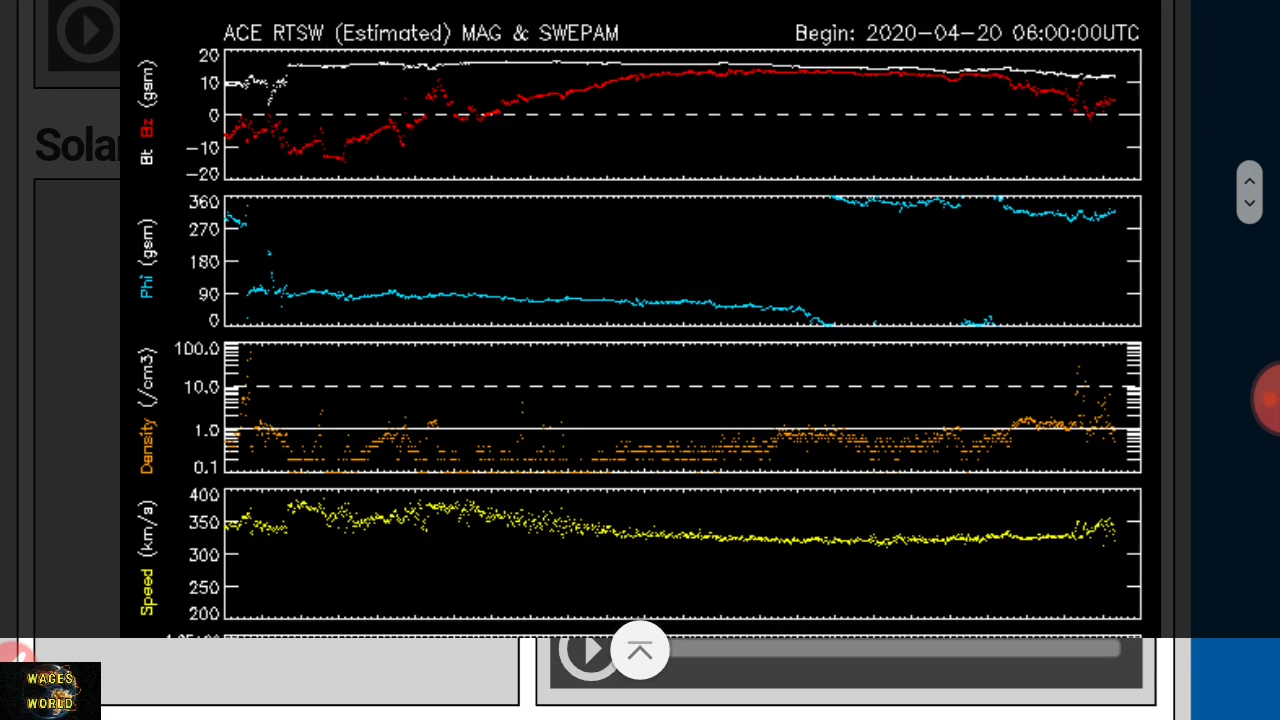 ACE RTSW (Estimated) MAG & SWEPAM
Begin: 2020-04-20 06:00:00UTC
Bt Bz (gsm)
20
10
0
-10
-20
Solar
Phi (gsm)
360
270
180
90
0
Density (/cm3)
100.0
10.0
1.0
0.1
Speed (km/s)
400
350
300
250
200
WAGES
WORLD